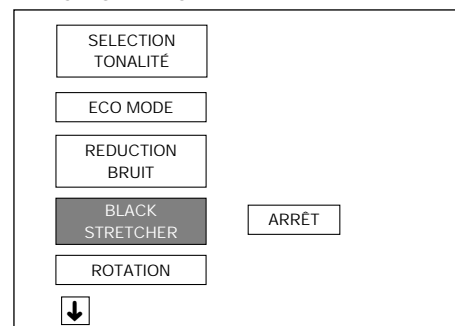 SELECTION
TONALITÉ
ECO MODE
REDUCTION
BRUIT
BLACK
STRETCHER
ARRÊT
ROTATION